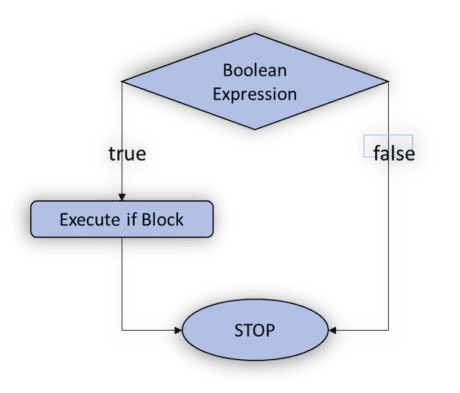 Boolean
Expression
true
false
Execute if Block
STOP